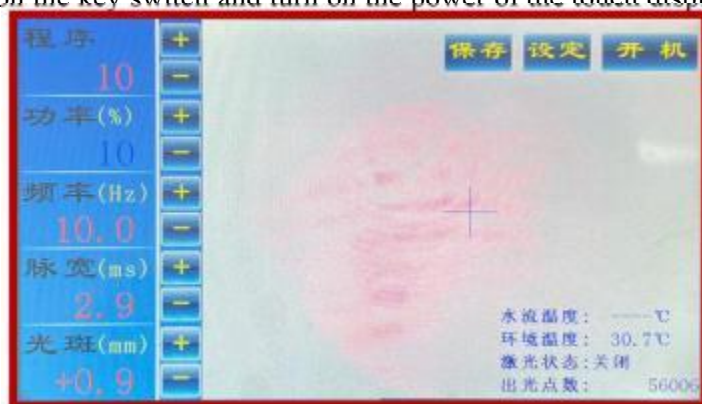 on the key switch and turn on the power of the touch disp
程序
+
10
-
保存 设定 开机
功率(%)
+
10
-
频率(Hz)
+
10.0
-
脉宽(ms)
+
2.9
-
光斑(mm)
+
+0.9
-
水流温度： ----℃
环境温度： 30.7℃
激光状态:关闭
出光点数： 56006